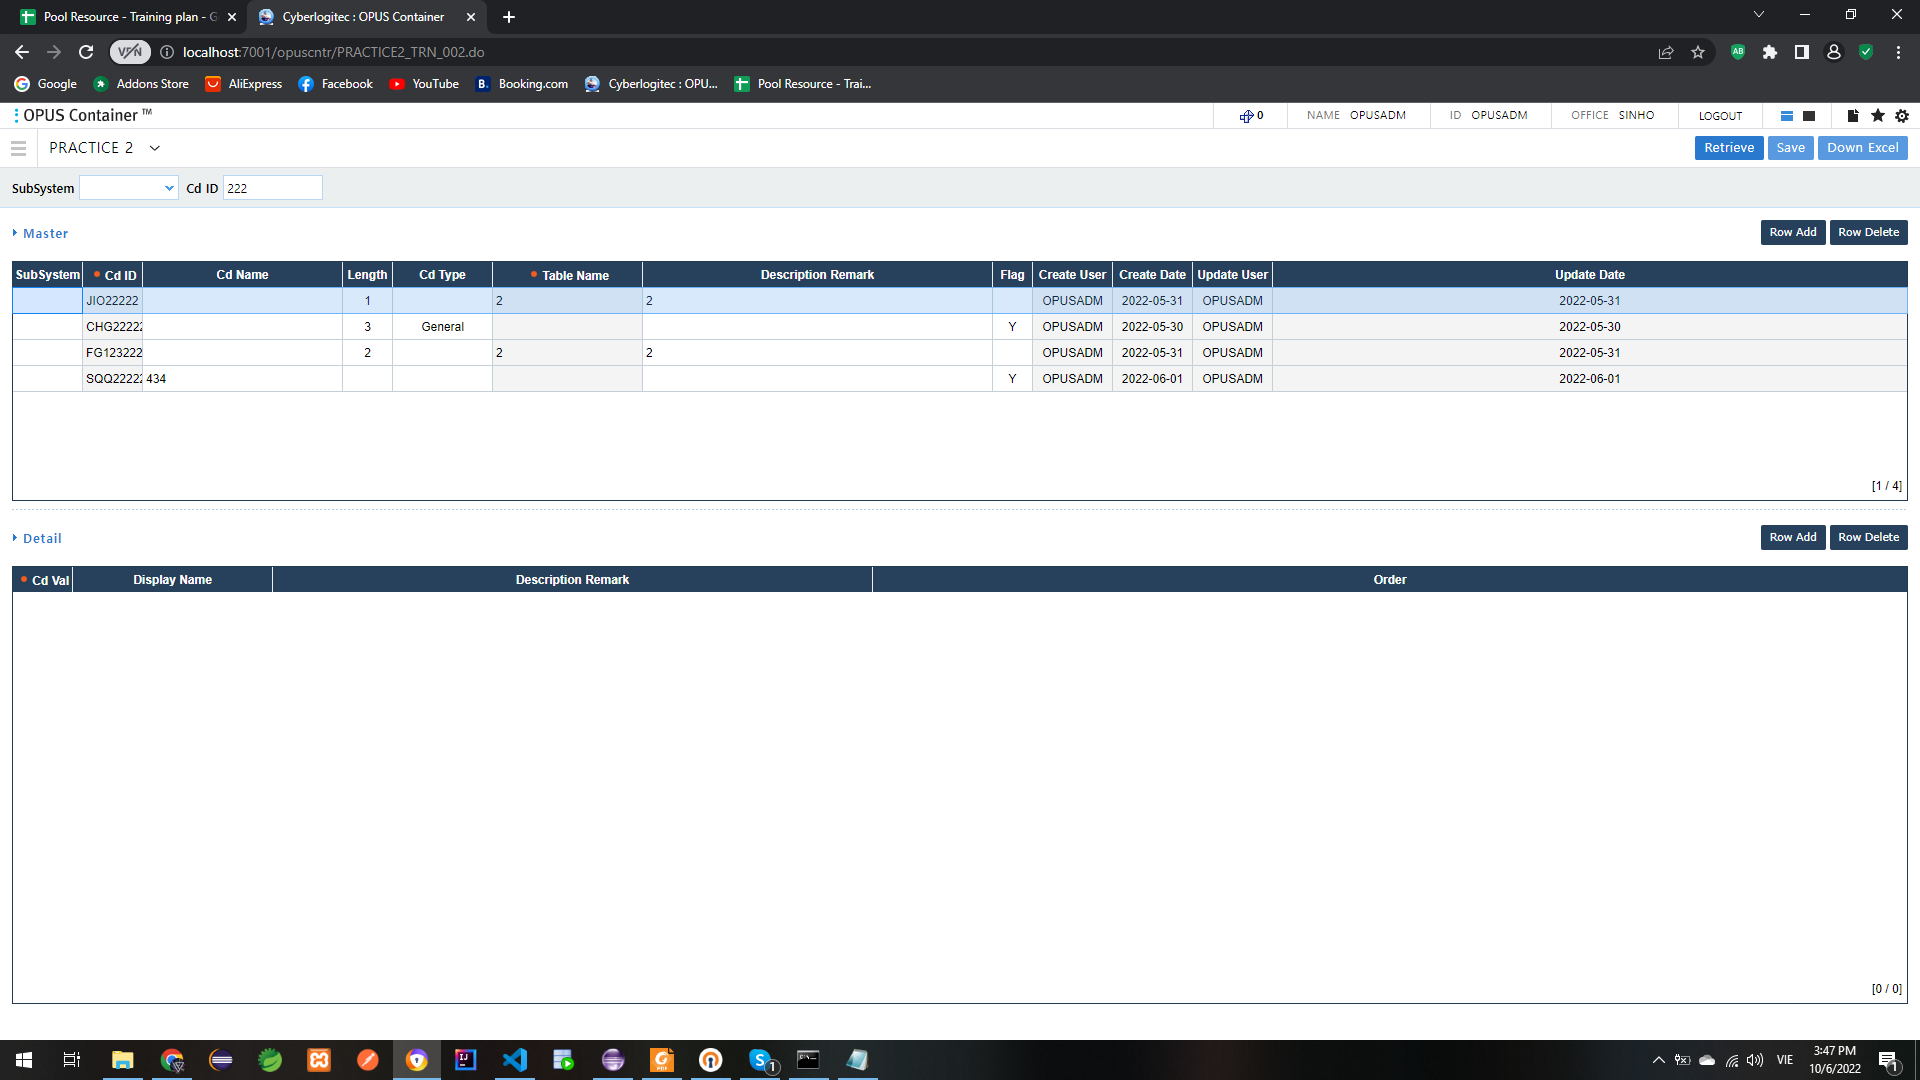 Pool Resource - Training plan - G
Cyberlogitec : OPUS Container
VPN
localhost:7001/opuscntr/PRACTICE2_TRN_002.do
Google Addons Store AliExpress Facebook YouTube Booking.com Cyberlogitec : OPU... Pool Resource - Trai...
OPUS Container ™ 0 NAME OPUSADM ID OPUSADM OFFICE SINHO LOGOUT
PRACTICE 2 Retrieve Save Down Excel
SubSystem Cd ID 222
Master Row Add Row Delete
SubSystem Cd ID Cd Name Length Cd Type Table Name Description Remark Flag Create User Create Date Update User Update Date
JIO22222 1 2 2 OPUSADM 2022-05-31 OPUSADM 2022-05-31
CHG22222 3 General Y OPUSADM 2022-05-30 OPUSADM 2022-05-30
FG123222 2 2 2 OPUSADM 2022-05-31 OPUSADM 2022-05-31
SQQ22222 434 Y OPUSADM 2022-06-01 OPUSADM 2022-06-01
[1 / 4]
Detail Row Add Row Delete
Cd Val Display Name Description Remark Order
[0 / 0]
VIE 3:47 PM
10/6/2022